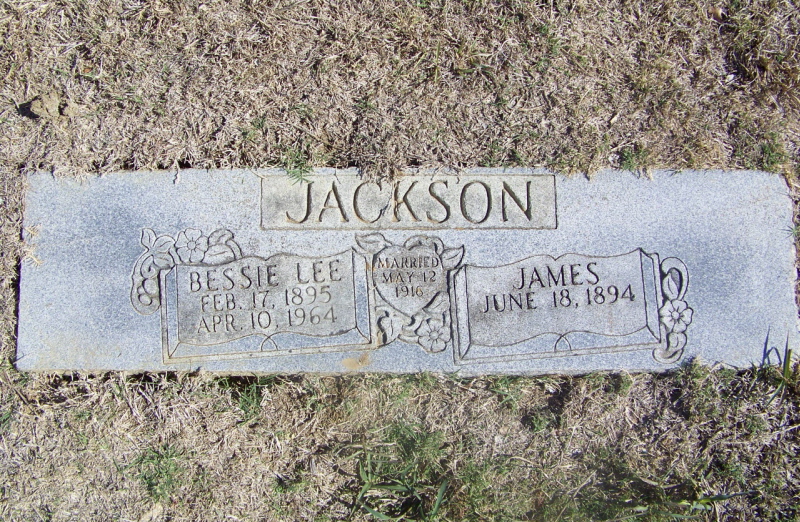 JACKSON
BESSIE LEE
FEB. 17, 1895
APR. 10, 1964
MARRIED
MAY 12
1916
JAMES
JUNE 18, 1894